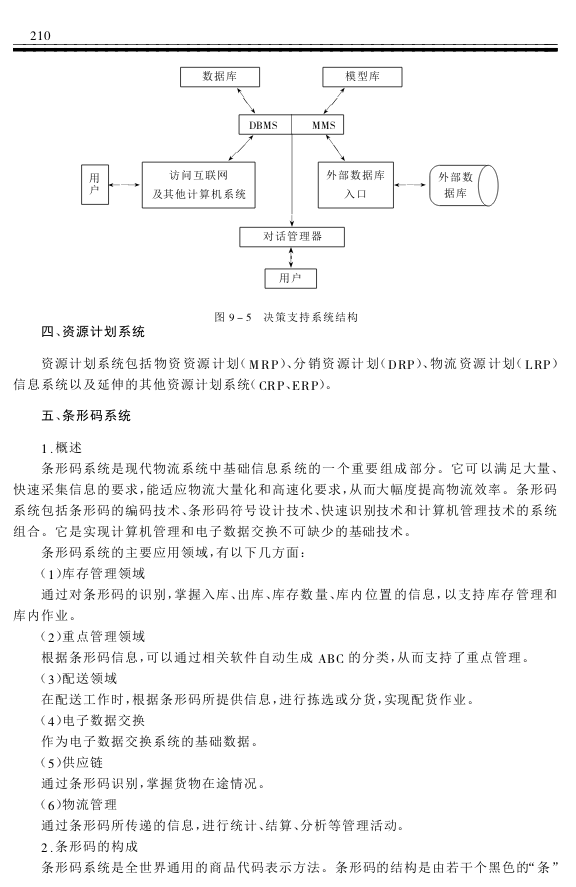 210
数据库
模型库
DBMS
MMS
用户
访问互联网
及其他计算机系统
外部数据库
入口
外部数
据库
对话管理器
用户
图 9-5 决策支持系统结构
四、资源计划系统
资源计划系统包括物资资源计划(MRP)、分销资源计划(DRP)、物流资源计划(LRP)
信息系统以及延伸的其他资源计划系统(CRP、ERP)。
五、条形码系统
1.概述
条形码系统是现代物流系统中基础信息系统的一个重要组成部分。它可以满足大量、
快速采集信息的要求,能适应物流大量化和高速化要求,从而大幅度提高物流效率。条形码
系统包括条形码的编码技术、条形码符号设计技术、快速识别技术和计算机管理技术的系统
组合。它是实现计算机管理和电子数据交换不可缺少的基础技术。
条形码系统的主要应用领域,有以下几方面:
(1)库存管理领域
通过对条形码的识别,掌握入库、出库、库存数量、库内位置的信息,以支持库存管理和
库内作业。
(2)重点管理领域
根据条形码信息,可以通过相关软件自动生成 ABC 的分类,从而支持了重点管理。
(3)配送领域
在配送工作时,根据条形码所提供信息,进行拣选或分货,实现配货作业。
(4)电子数据交换
作为电子数据交换系统的基础数据。
(5)供应链
通过条形码识别,掌握货物在途情况。
(6)物流管理
通过条形码所传递的信息,进行统计、结算、分析等管理活动。
2.条形码的构成
条形码系统是全世界通用的商品代码表示方法。条形码的结构是由若干个黑色的“条”